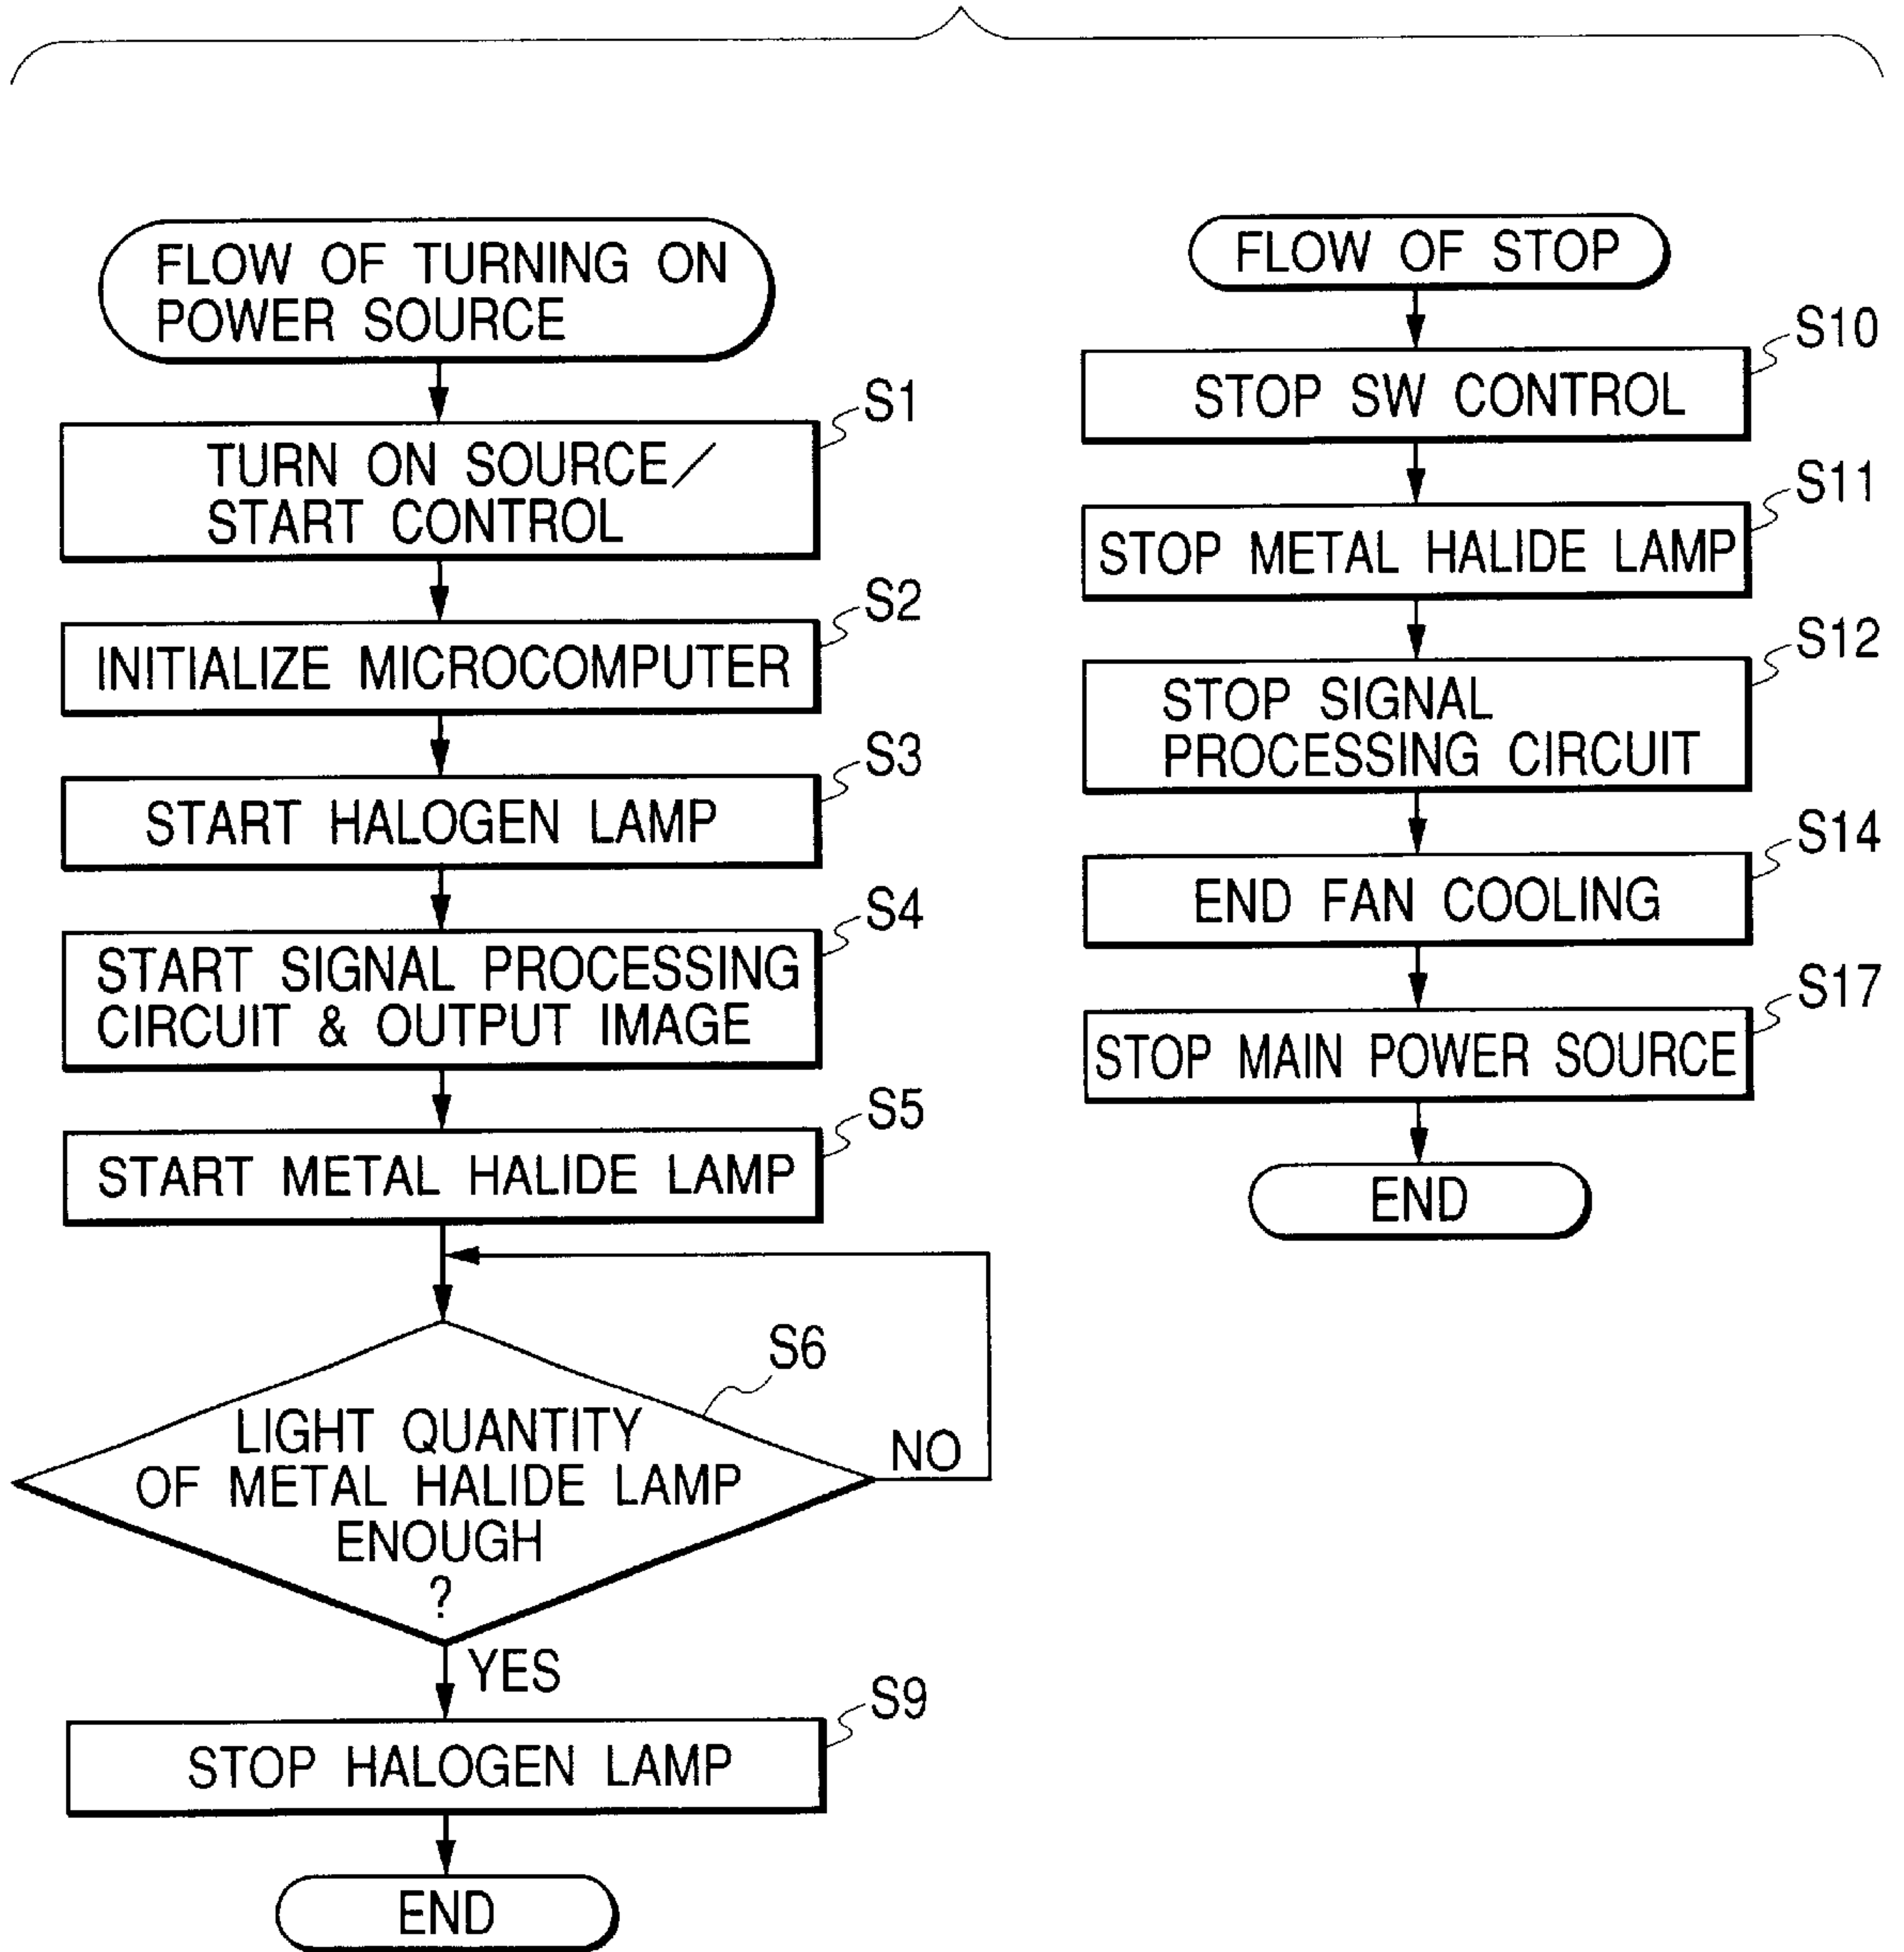 FLOW OF TURNING ON
POWER SOURCE
S1
TURN ON SOURCE/
START CONTROL
S2
INITIALIZE MICROCOMPUTER
S3
START HALOGEN LAMP
S4
START SIGNAL PROCESSING
CIRCUIT & OUTPUT IMAGE
S5
START METAL HALIDE LAMP
S6
LIGHT QUANTITY
OF METAL HALIDE LAMP
ENOUGH
?
NO
YES
S9
STOP HALOGEN LAMP
END
FLOW OF STOP
S10
STOP SW CONTROL
S11
STOP METAL HALIDE LAMP
S12
STOP SIGNAL
PROCESSING CIRCUIT
S14
END FAN COOLING
S17
STOP MAIN POWER SOURCE
END